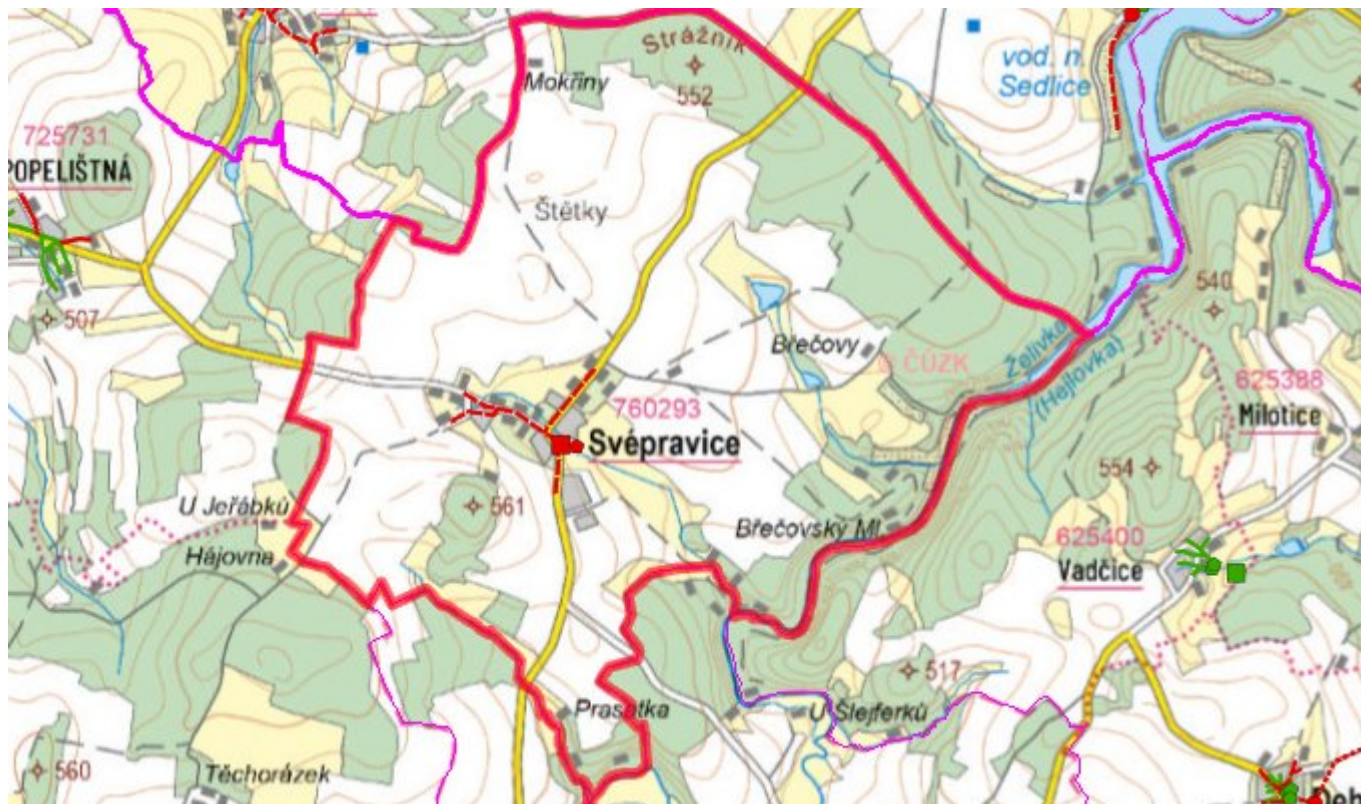 Strážník
552
vod. n.
Sedlice
Mokřiny
725731
POPELIŠTNÁ
Štětky
540
507
Břečovy
© ČÚZK
Želivka
(Hejlovka)
625388
Milotice
760293
Svépravice
554
561
U Jeřábků
Břečovský Ml.
625400
Vadčice
Hájovna
517
Prasetka
U Šlejferků
560
Těchorázek